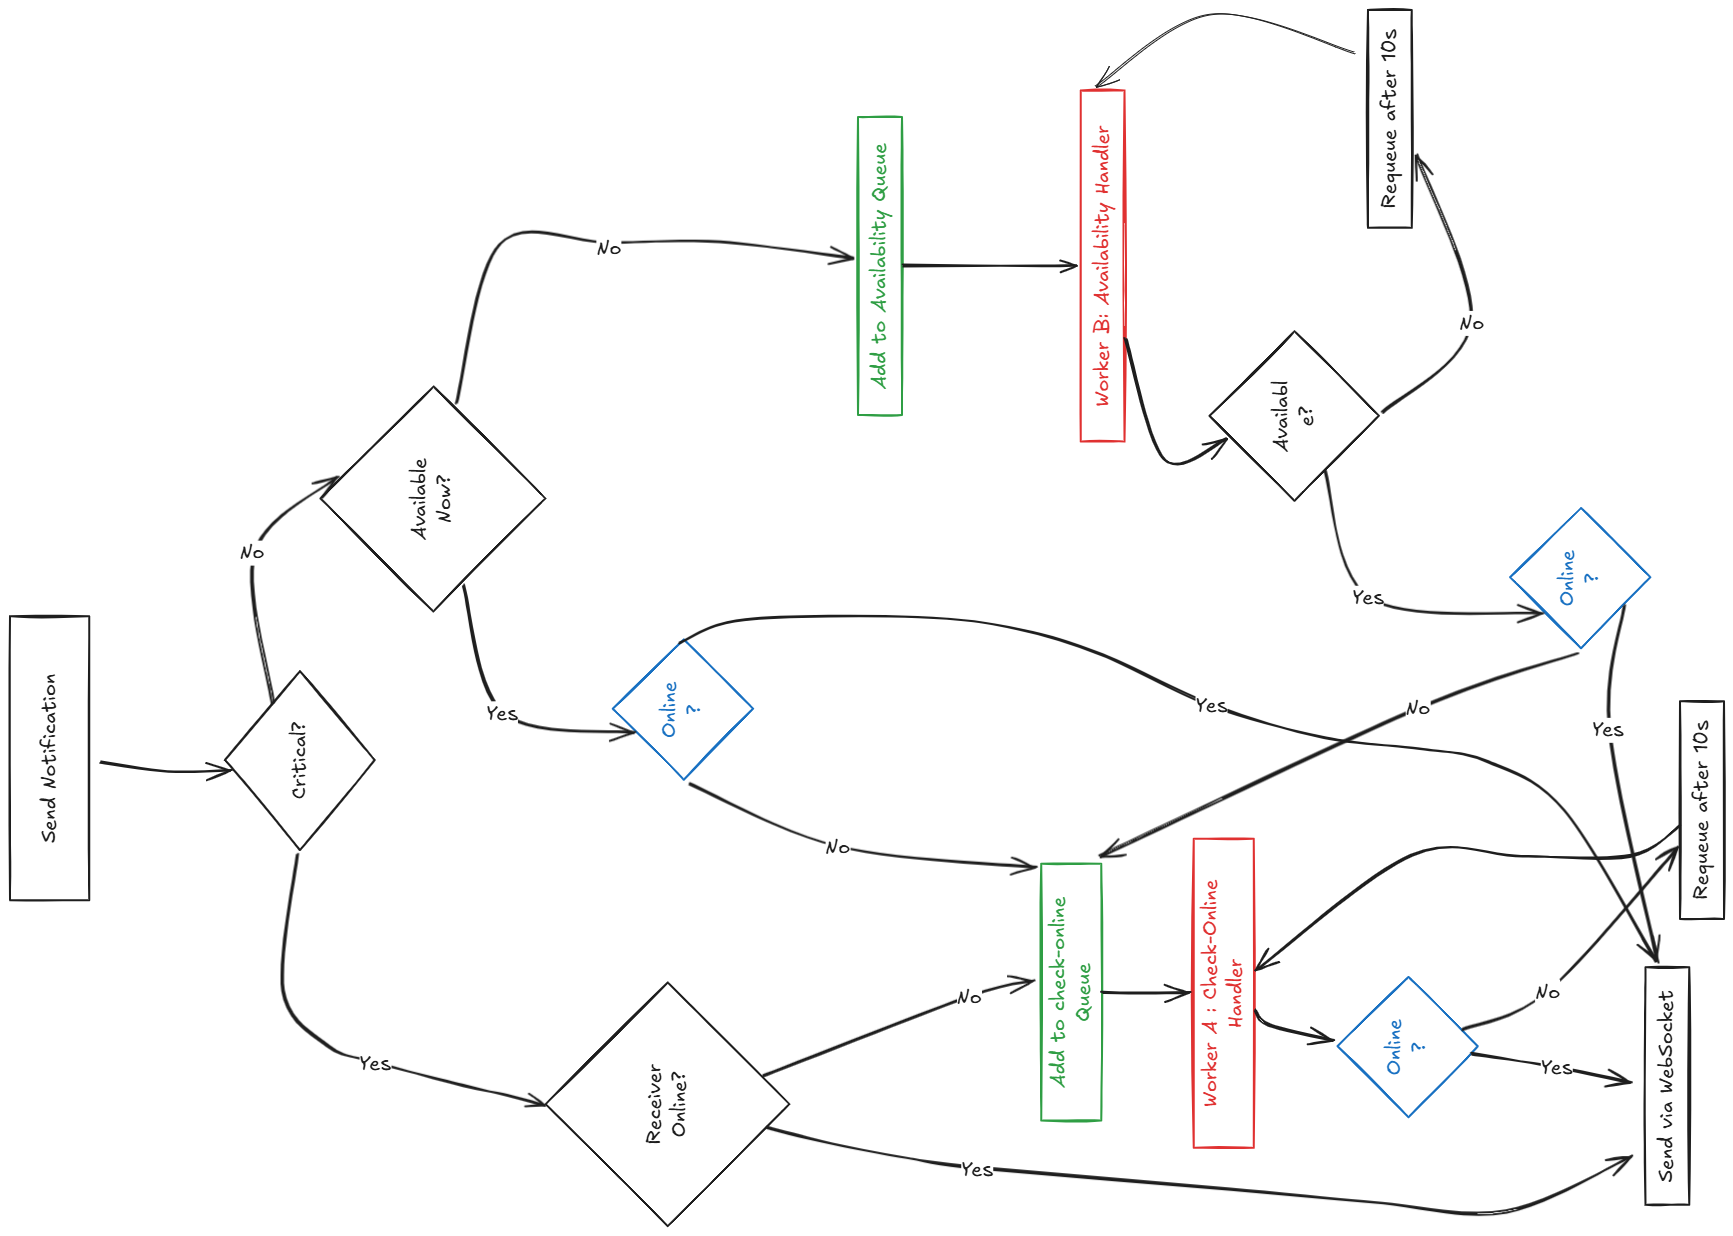 Send Notification
Critical?
No
Yes
Available
Now?
No
Yes
Add to Availability Queue
Worker B: Availability Handler
Requeue after 10s
Availabl
e?
No
Yes
Online
?
No
Yes
Online
?
Yes
No
Receiver
Online?
No
Yes
Add to check-online
Queue
Worker A : Check-Online
Handler
Online
?
No
Yes
Requeue after 10s
Send via WebSocket